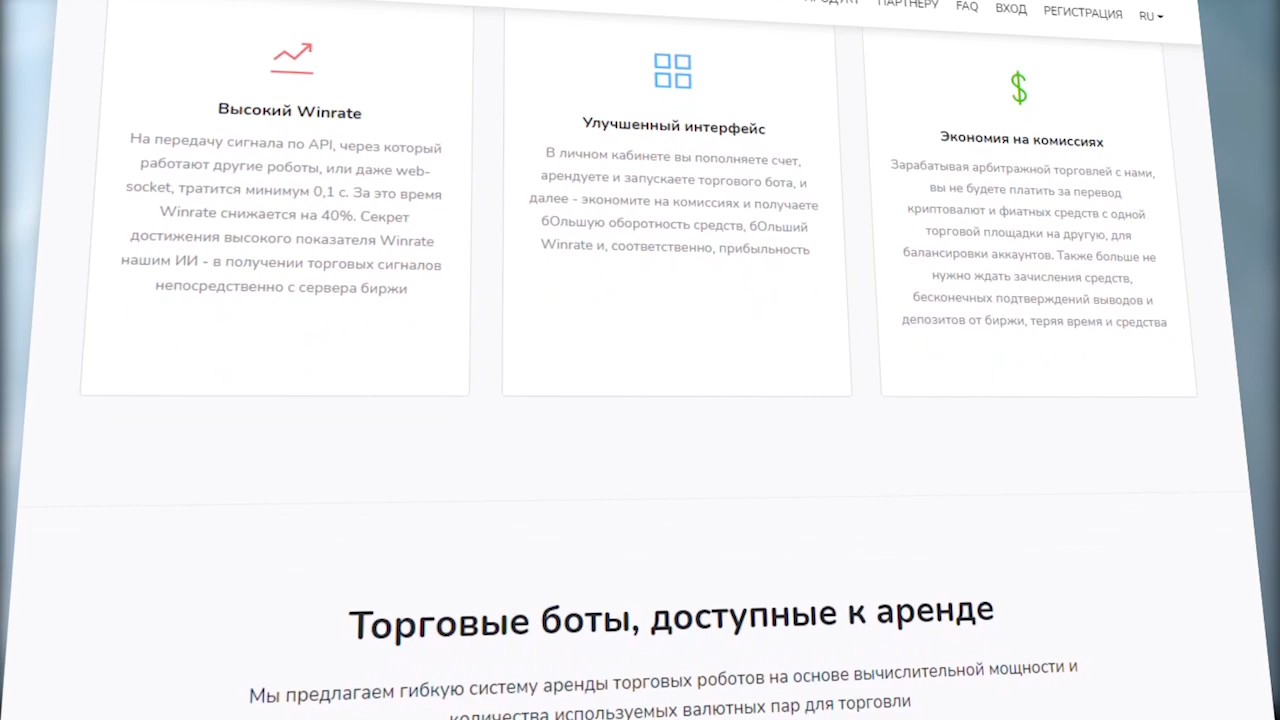 ПРОДУКТ ПАРТНЕРУ FAQ ВХОД РЕГИСТРАЦИЯ RU
Высокий Winrate
На передачу сигнала по API, через который
работают другие роботы, или даже web-
socket, тратится минимум 0,1 с. За это время
Winrate снижается на 40%. Секрет
достижения высокого показателя Winrate
нашим ИИ - в получении торговых сигналов
непосредственно с сервера биржи
Улучшенный интерфейс
В личном кабинете вы пополняете счет,
арендуете и запускаете торгового бота, и
далее - экономите на комиссиях и получаете
бОльшую оборотность средств, бОльший
Winrate и, соответственно, прибыльность
Экономия на комиссиях
Зарабатывая арбитражной торговлей с нами,
вы не будете платить за перевод
криптовалют и фиатных средств с одной
торговой площадки на другую, для
балансировки аккаунтов. Также больше не
нужно ждать зачисления средств,
бесконечных подтверждений выводов и
депозитов от биржи, теряя время и средства
Торговые боты, доступные к аренде
Мы предлагаем гибкую систему аренды торговых роботов на основе вычислительной мощности и
количества используемых валютных пар для торговли